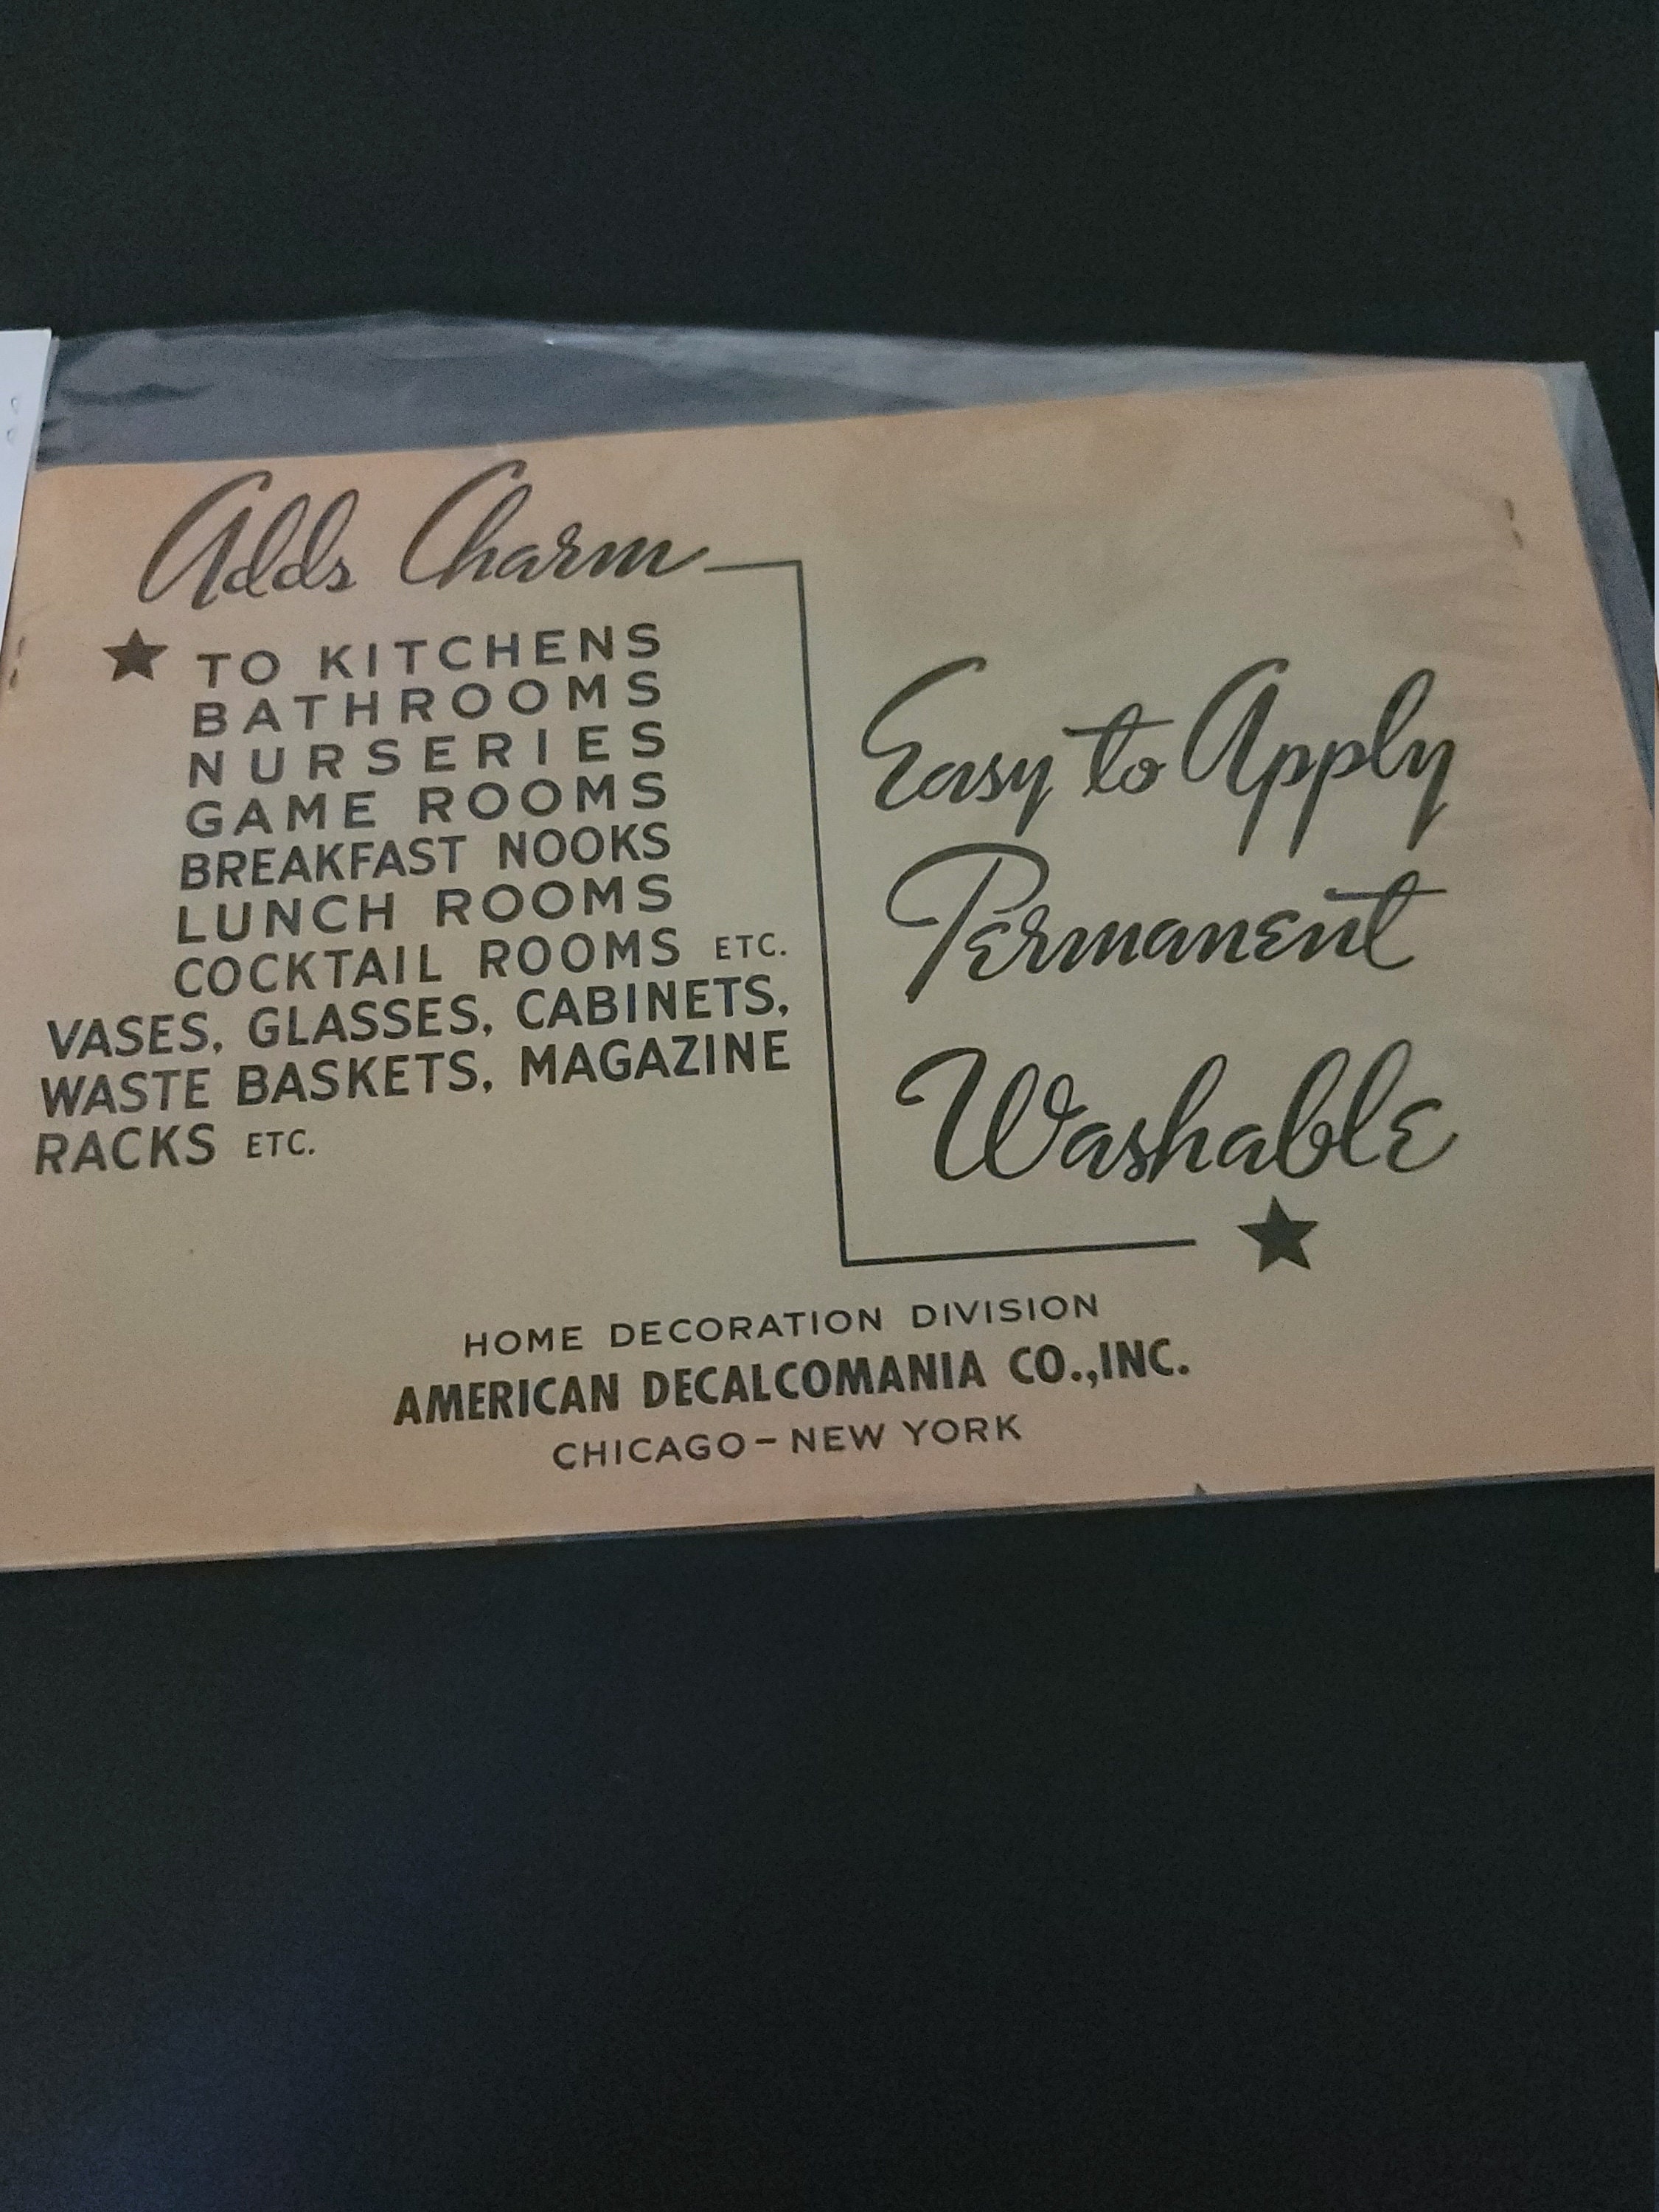 Adds Charm
TO KITCHENS
BATHROOMS
NURSERIES
GAME ROOMS
BREAKFAST NOOKS
LUNCH ROOMS
COCKTAIL ROOMS ETC.
VASES, GLASSES, CABINETS,
WASTE BASKETS, MAGAZINE
RACKS ETC.
Easy to Apply
Permanent
Washable
HOME DECORATION DIVISION
AMERICAN DECALCOMANIA CO.,INC.
CHICAGO-NEW YORK